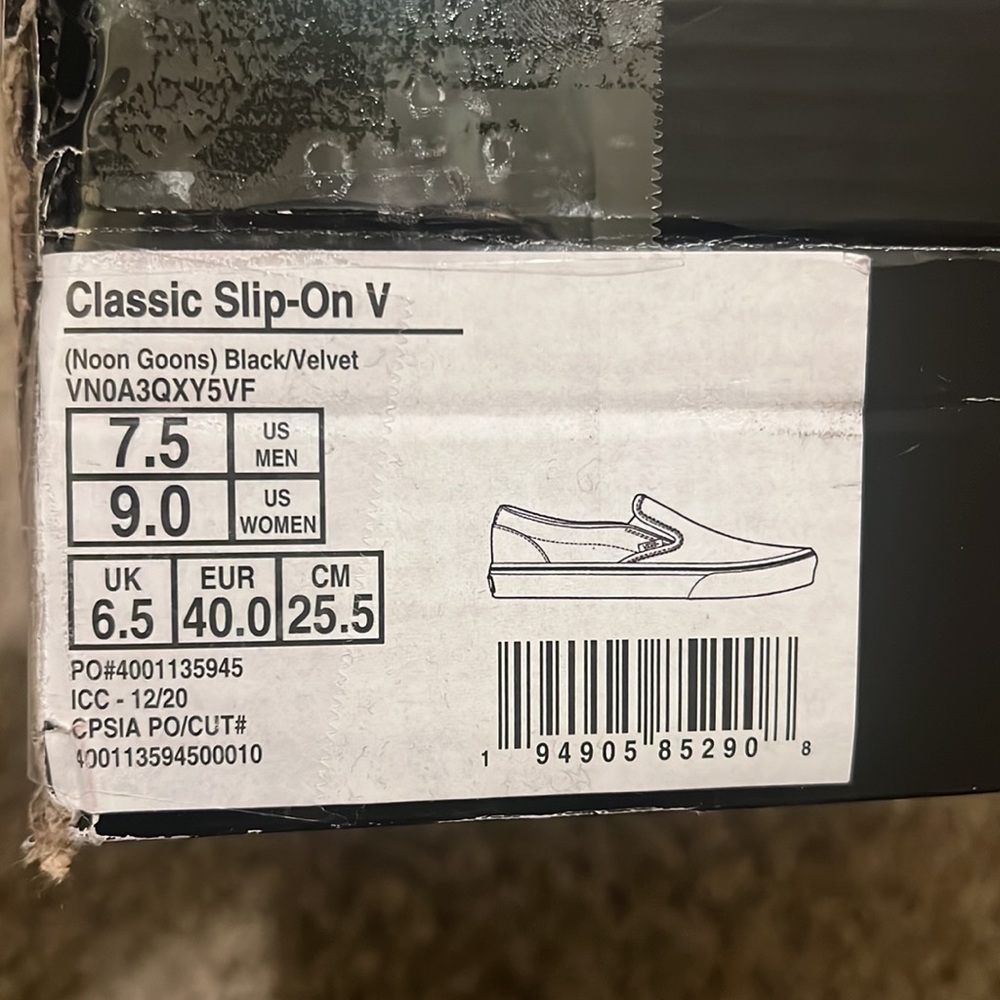 Classic Slip-On V
(Noon Goons) Black/Velvet
VN0A3QXY5VF
7.5 US MEN
9.0 US WOMEN
UK EUR CM
6.5 40.0 25.5
PO#4001135945
ICC - 12/20
CPSIA PO/CUT#
400113594500010
1 94905 85290 8